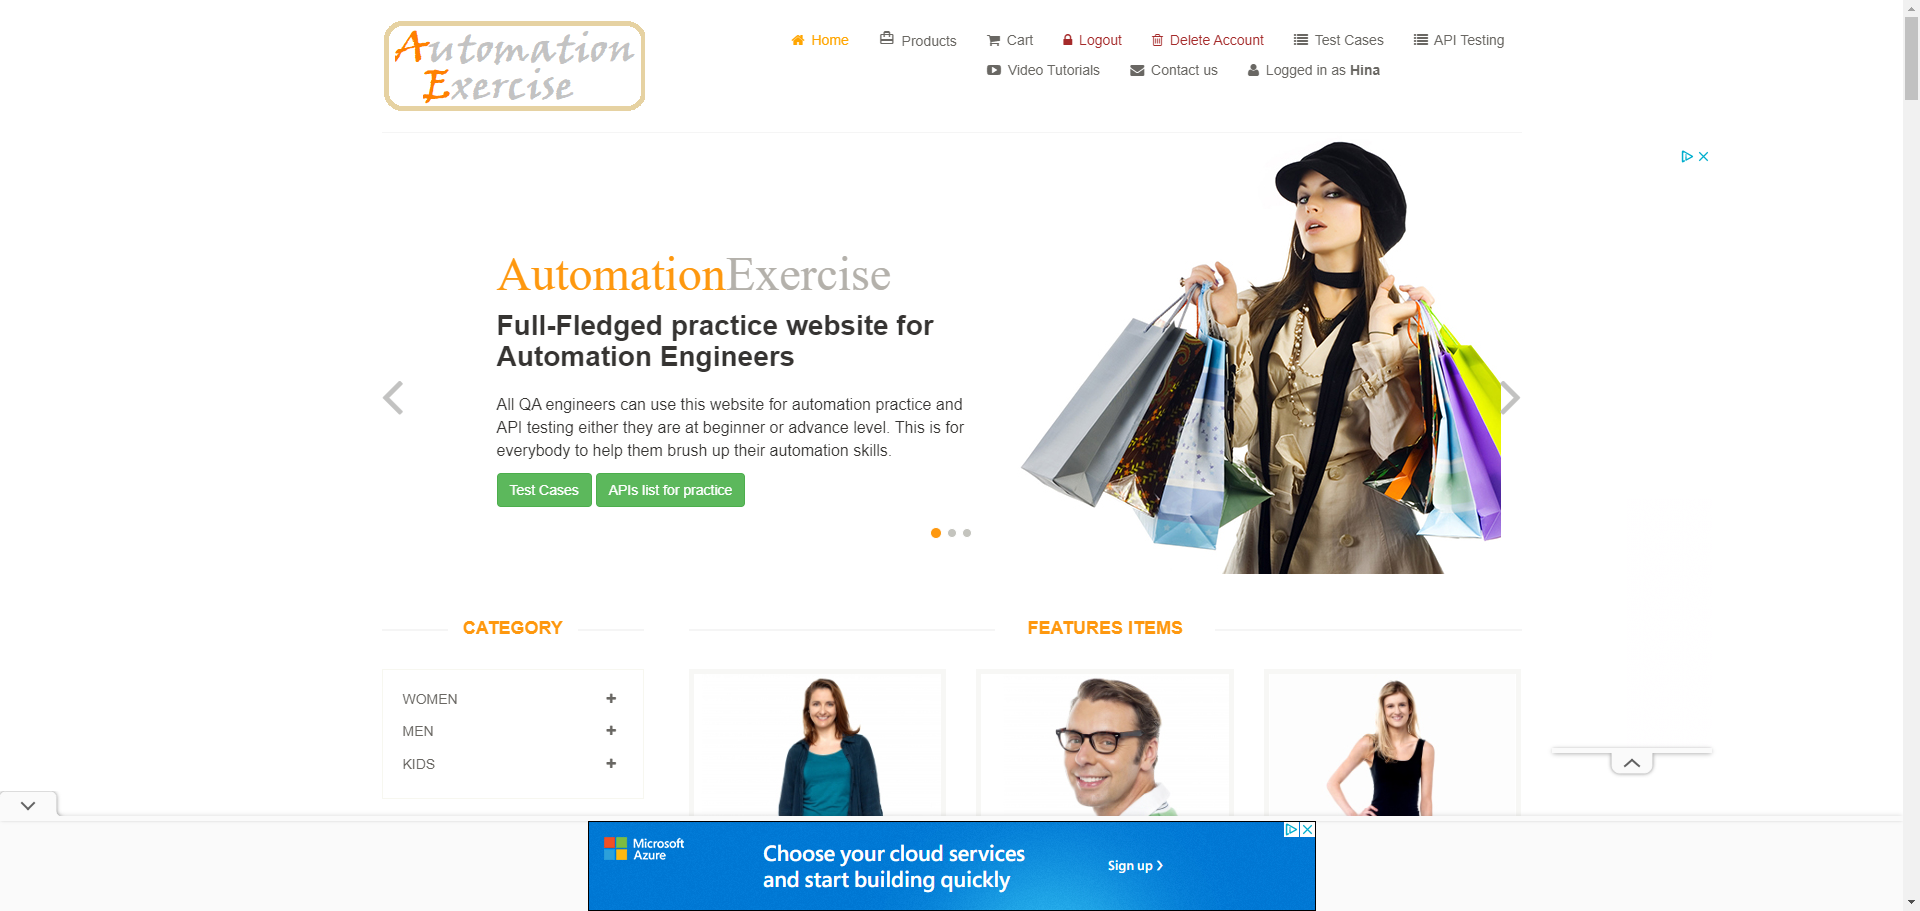 Automation
Exercise
Home
Products
Cart
Logout
Delete Account
Test Cases
API Testing
Video Tutorials
Contact us
Logged in as Hina
AutomationExercise
Full-Fledged practice website for
Automation Engineers
All QA engineers can use this website for automation practice and
API testing either they are at beginner or advance level. This is for
everybody to help them brush up their automation skills.
Test Cases
APIs list for practice
CATEGORY
WOMEN
MEN
KIDS
FEATURES ITEMS
Microsoft
Azure
Choose your cloud services
and start building quickly
Sign up